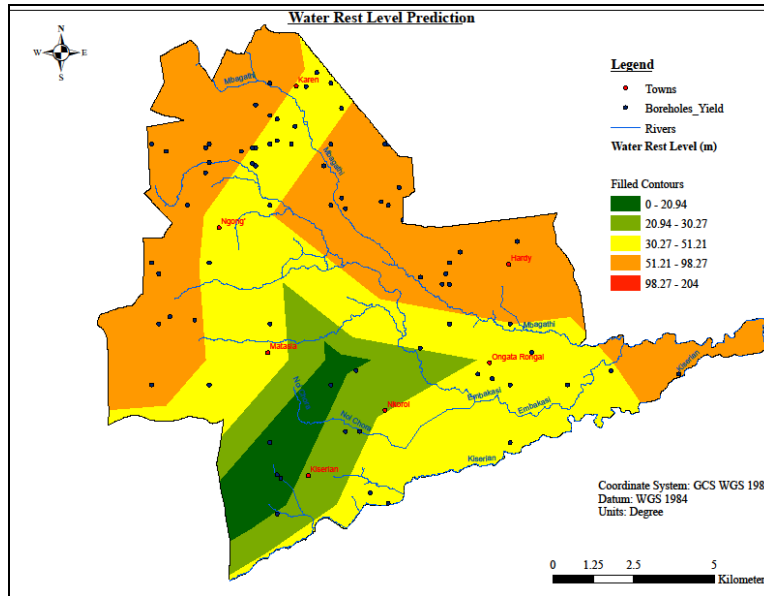 Water Rest Level Prediction
N
W
E
S
Legend
Towns
Boreholes_Yield
Rivers
Water Rest Level (m)
Filled Contours
0 - 20.94
20.94 - 30.27
30.27 - 51.21
51.21 - 98.27
98.27 - 204
Mbagathi
Karen
Mbagathi
Ngong'
Hardy
Mbagathi
Matasia
Ongata Rongai
Kiserian
Embakasi
Embakasi
Nkoroi
Nol Chora
Kiserian
Kiserian
Coordinate System: GCS WGS 198
Datum: WGS 1984
Units: Degree
0 1.25 2.5 5
Kilometer